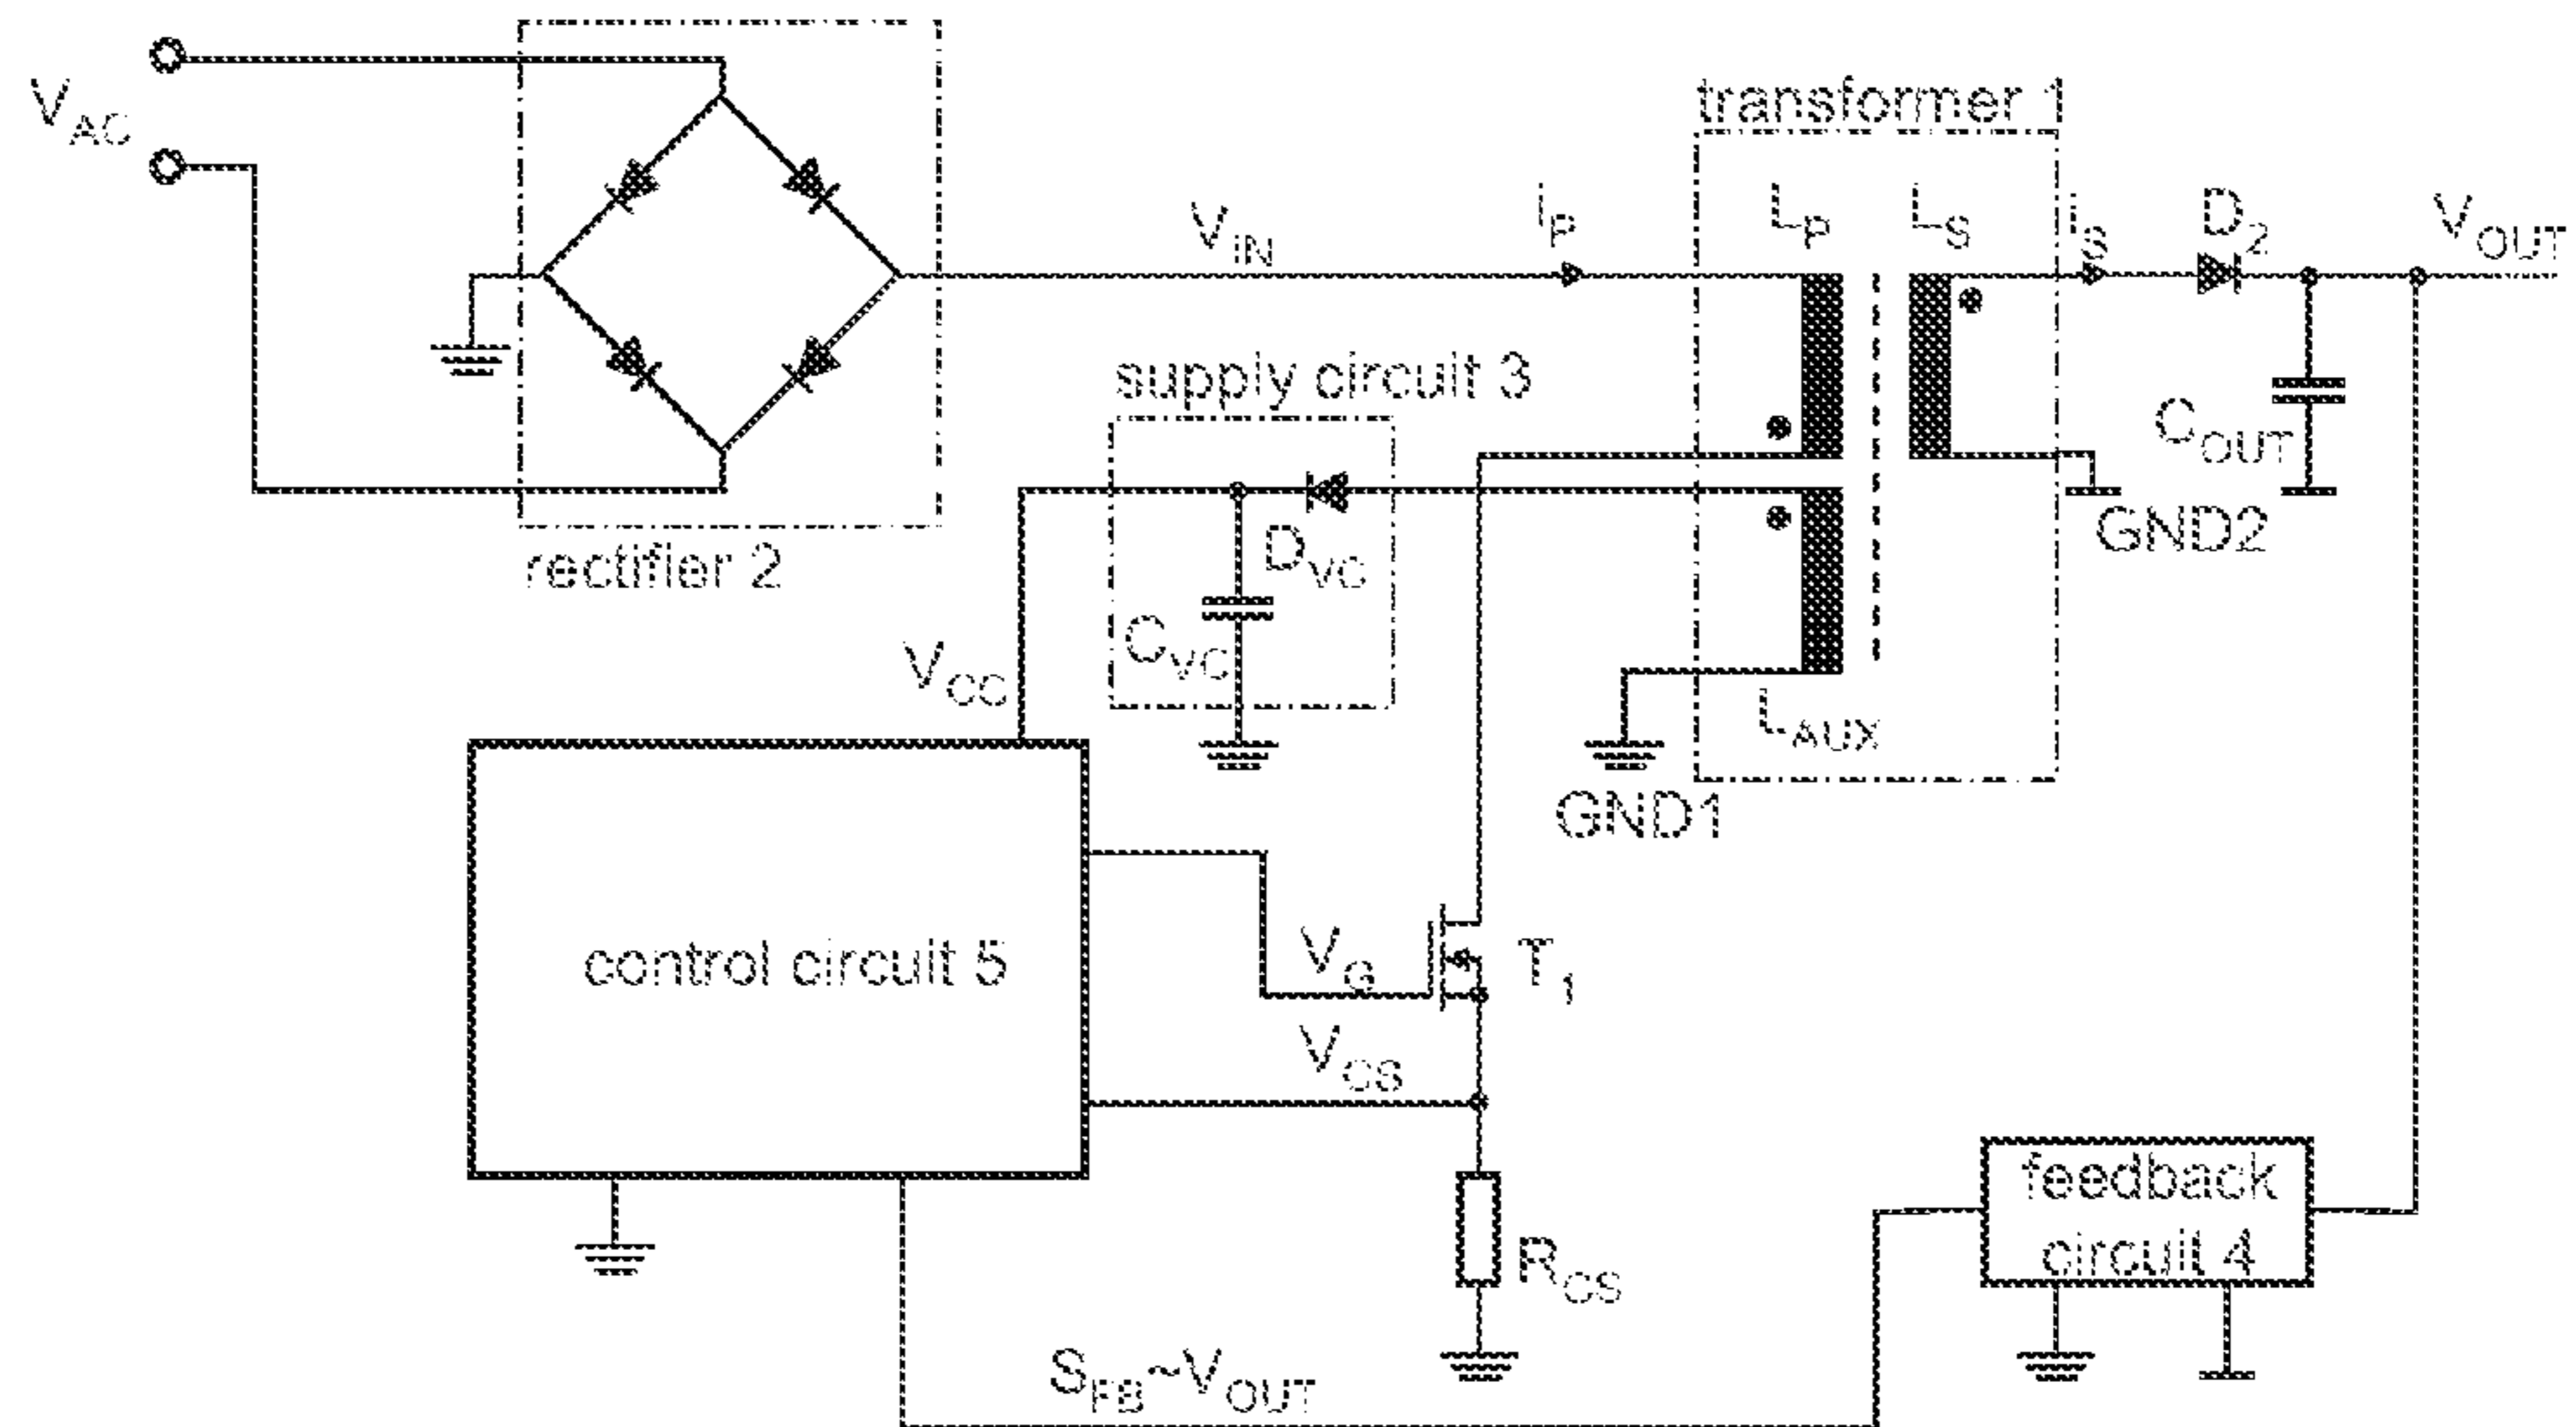 V_AC
rectifier 2
V_IN
i_P
transformer 1
L_P
L_S
i_S
D_2
V_OUT
C_OUT
GND2
supply circuit 3
D_VC
C_VC
V_CC
L_AUX
GND1
control circuit 5
V_G
T_1
V_CS
R_CS
feedback
circuit 4
S_FB~V_OUT